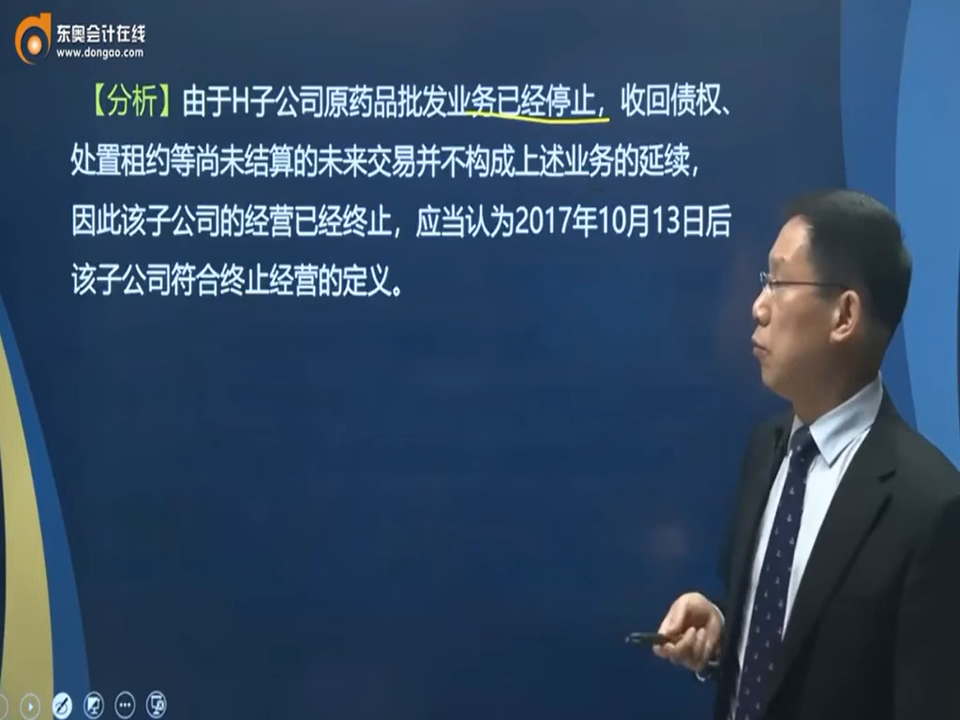 东奥会计在线
www.dongao.com
【分析】由于H子公司原药品批发业务已经停止，收回债权、
处置租约等尚未结算的未来交易并不构成上述业务的延续，
因此该子公司的经营已经终止，应当认为2017年10月13日后
该子公司符合终止经营的定义。